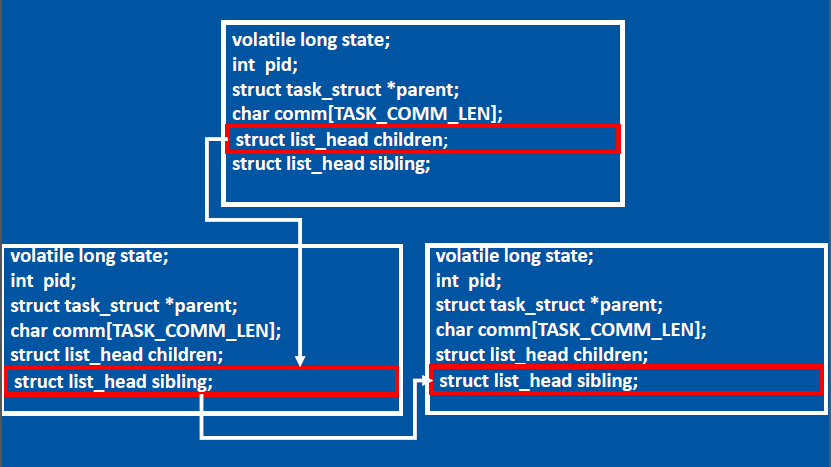 volatile long state;
int  pid;
struct task_struct *parent;
char comm[TASK_COMM_LEN];
struct list_head children;
struct list_head sibling;
volatile long state;
int  pid;
struct task_struct *parent;
char comm[TASK_COMM_LEN];
struct list_head children;
struct list_head sibling;
volatile long state;
int  pid;
struct task_struct *parent;
char comm[TASK_COMM_LEN];
struct list_head children;
struct list_head sibling;